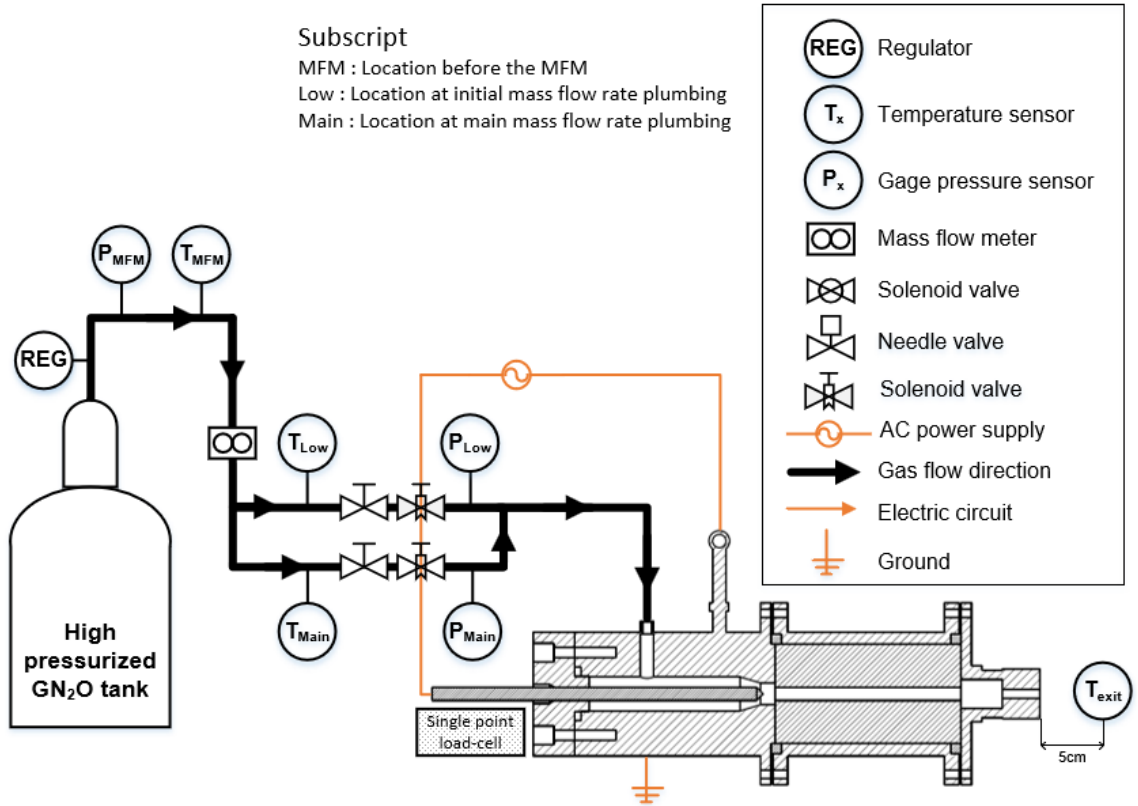 Subscript
MFM : Location before the MFM
Low : Location at initial mass flow rate plumbing
Main : Location at main mass flow rate plumbing
REG Regulator
Tx Temperature sensor
Px Gage pressure sensor
Mass flow meter
Solenoid valve
Needle valve
Solenoid valve
AC power supply
Gas flow direction
Electric circuit
Ground
PMFM
TMFM
REG
TLow
PLow
TMain
PMain
High
pressurized
GN2O tank
Single point
load-cell
Texit
5cm